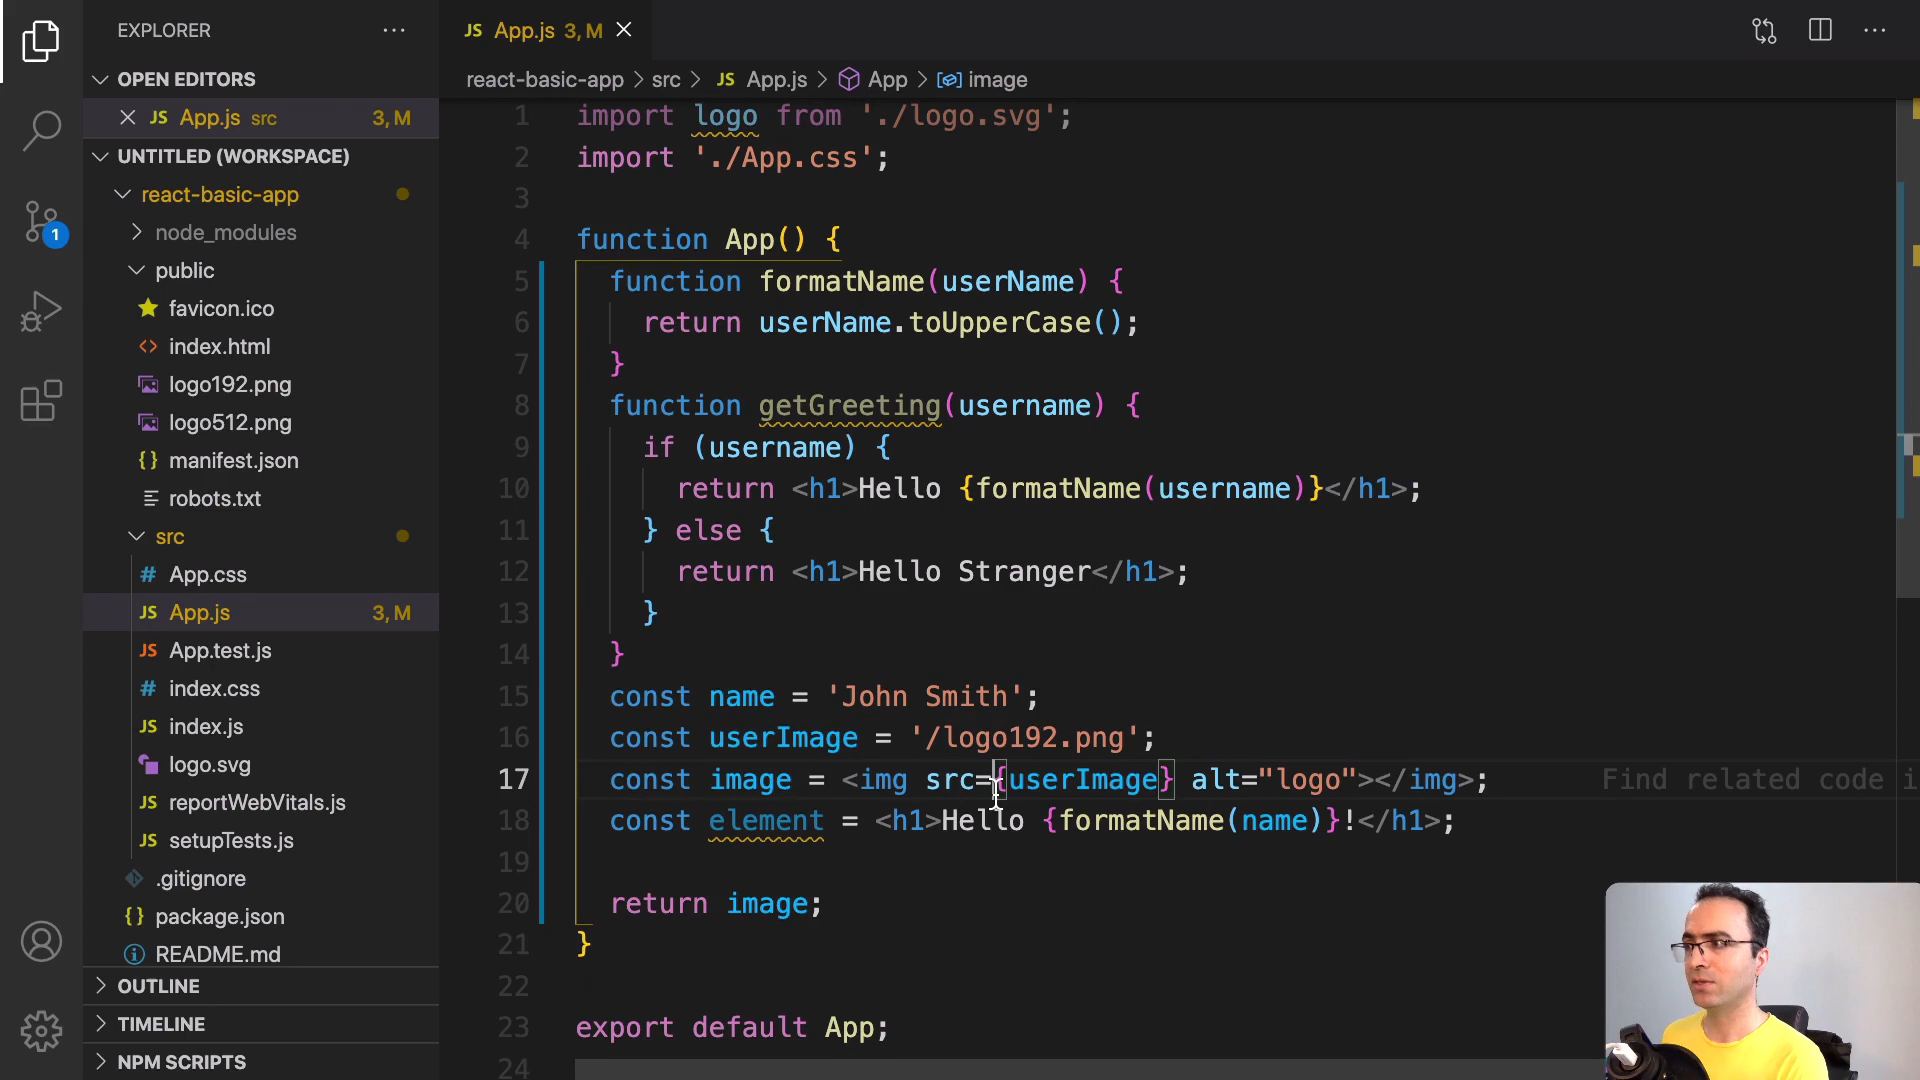 EXPLORER
OPEN EDITORS
JS App.js src 3, M
UNTITLED (WORKSPACE)
react-basic-app
node_modules
public
favicon.ico
<> index.html
logo192.png
logo512.png
{} manifest.json
robots.txt
src
# App.css
JS App.js 3, M
JS App.test.js
# index.css
JS index.js
logo.svg
JS reportWebVitals.js
JS setupTests.js
.gitignore
{} package.json
README.md
OUTLINE
TIMELINE
NPM SCRIPTS
1
JS App.js 3, M
react-basic-app > src > JS App.js > App > image
1 import logo from './logo.svg';
2 import './App.css';
3
4 function App() {
5 function formatName(userName) {
6 return userName.toUpperCase();
7 }
8 function getGreeting(username) {
9 if (username) {
10 return <h1>Hello {formatName(username)}</h1>;
11 } else {
12 return <h1>Hello Stranger</h1>;
13 }
14 }
15 const name = 'John Smith';
16 const userImage = '/logo192.png';
17 const image = <img src={userImage} alt="logo"></img>; Find related code i
18 const element = <h1>Hello {formatName(name)}!</h1>;
19
20 return image;
21 }
22
23 export default App;
24